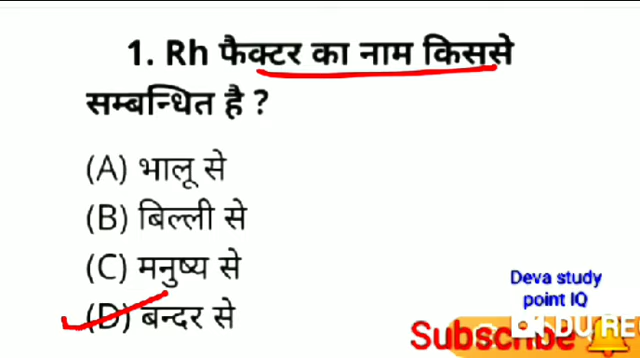 1. Rh फैक्टर का नाम किससे
सम्बन्धित है ?
(A) भालू से
(B) बिल्ली से
(C) मनुष्य से
(D) बन्दर से
Deva study
point IQ
Subscribe